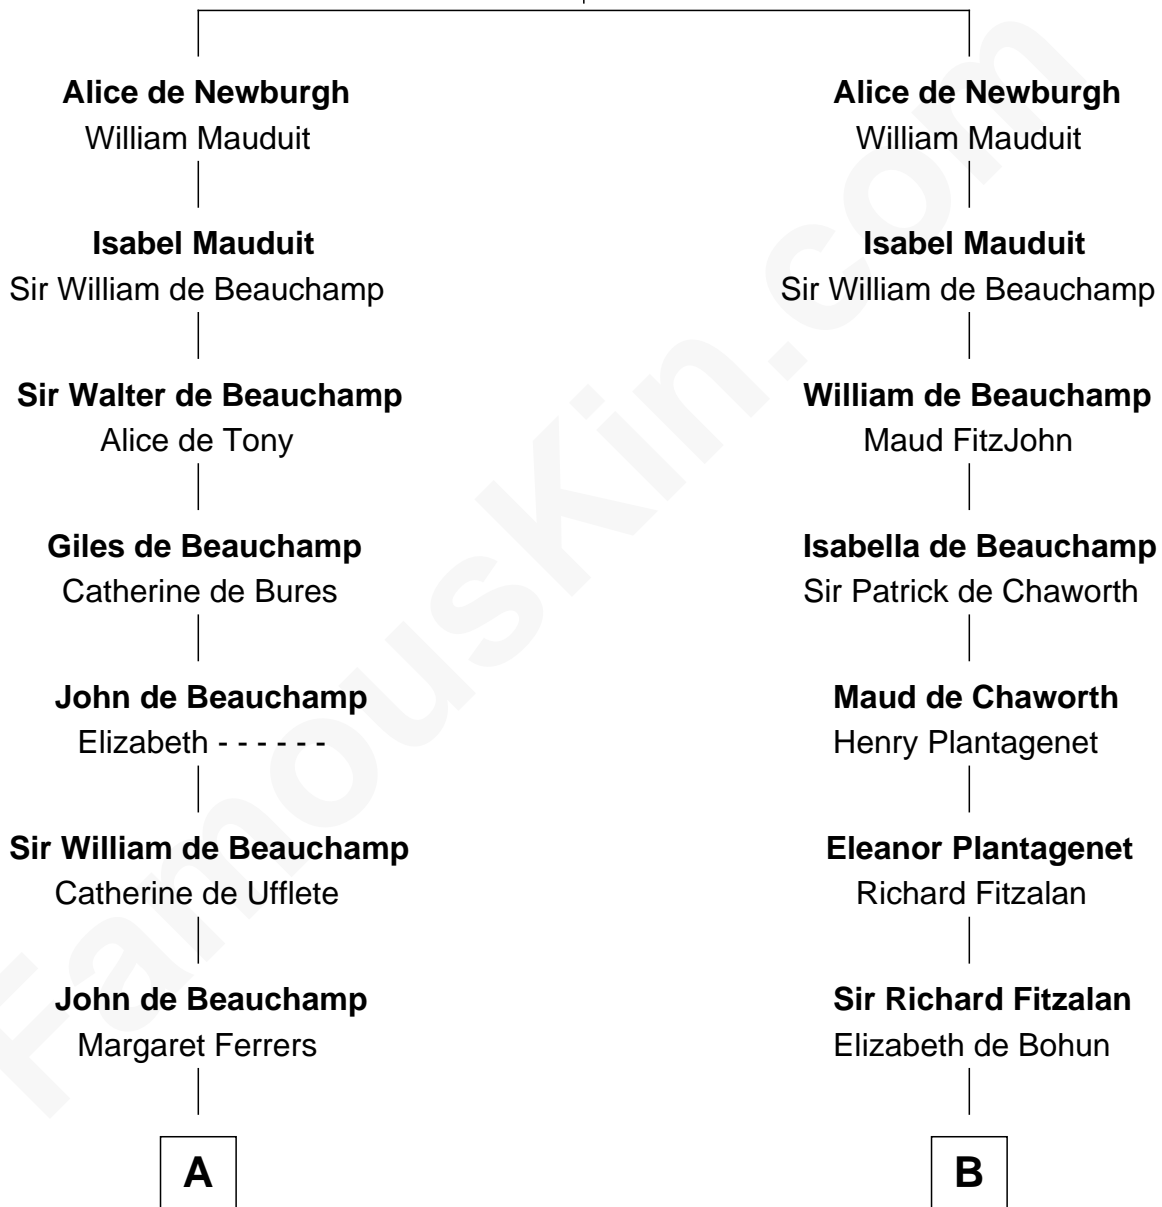 Alice de Newburgh
William Mauduit
Isabel Mauduit
Sir William de Beauchamp
Sir Walter de Beauchamp
Alice de Tony
Giles de Beauchamp
Catherine de Bures
John de Beauchamp
Elizabeth - - - - - -
Sir William de Beauchamp
Catherine de Ufflete
John de Beauchamp
Margaret Ferrers
A
Alice de Newburgh
William Mauduit
Isabel Mauduit
Sir William de Beauchamp
William de Beauchamp
Maud FitzJohn
Isabella de Beauchamp
Sir Patrick de Chaworth
Maud de Chaworth
Henry Plantagenet
Eleanor Plantagenet
Richard Fitzalan
Sir Richard Fitzalan
Elizabeth de Bohun
B
FamousKin.com